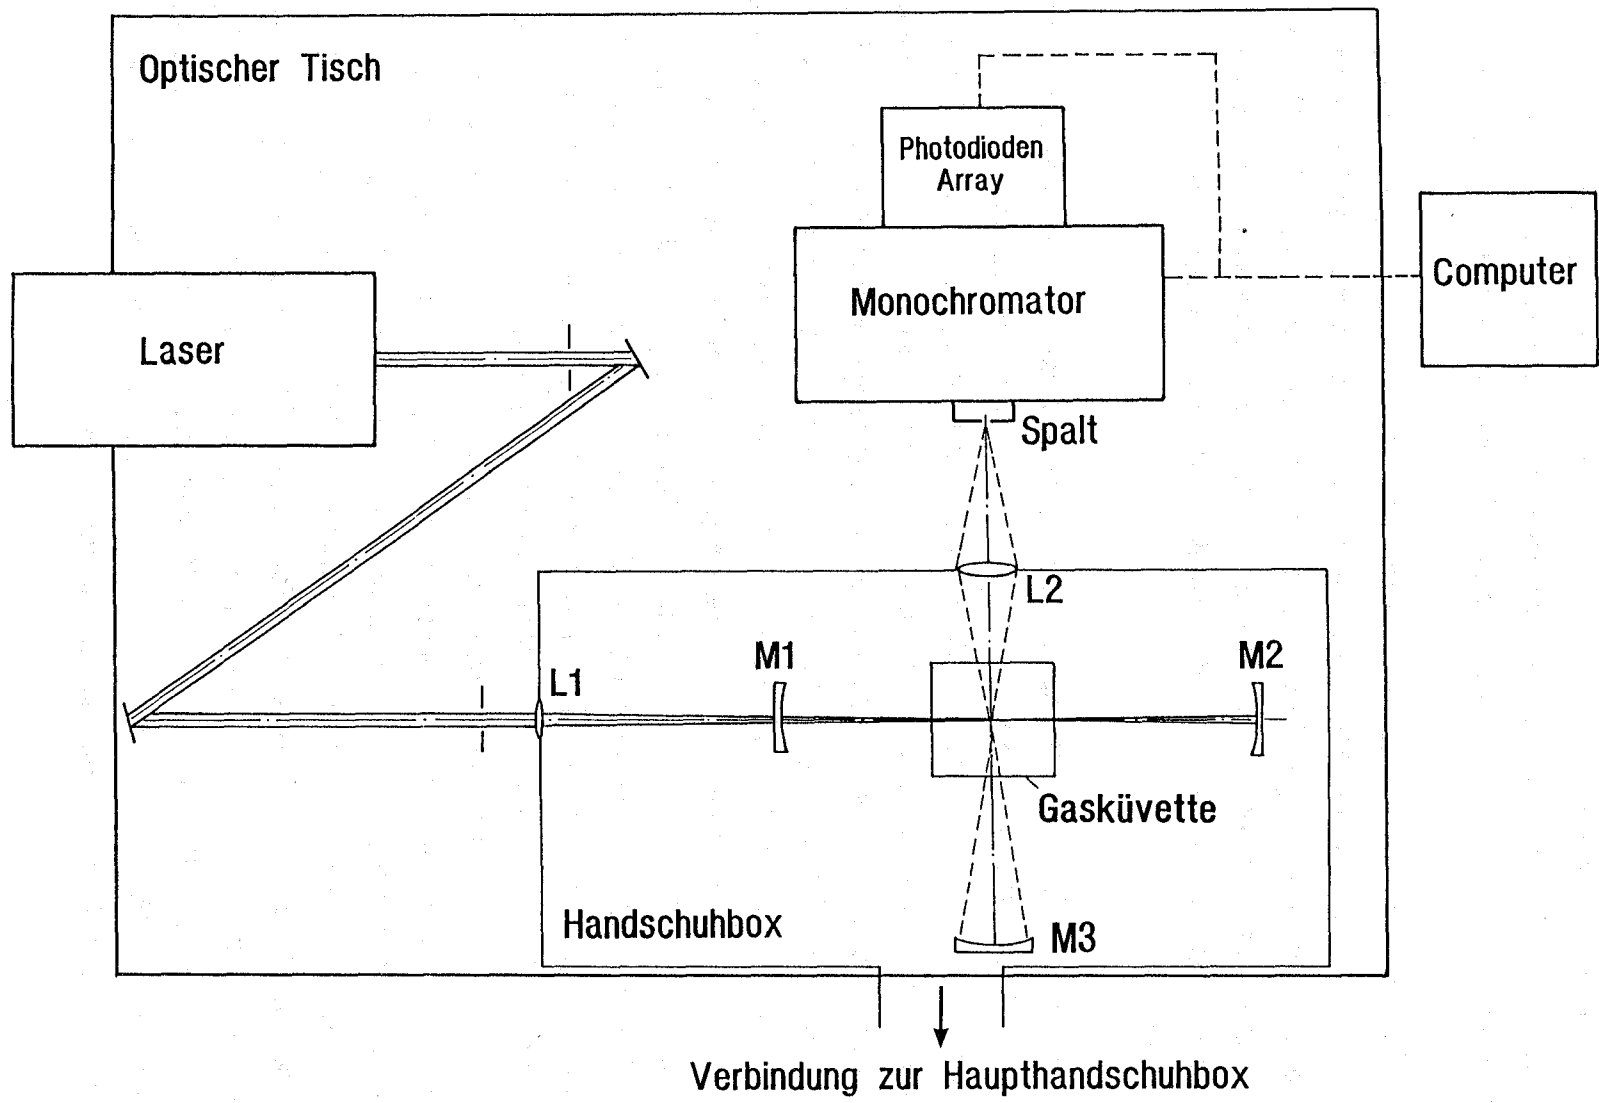 Optischer Tisch
Photodioden
Array
Monochromator
Computer
Laser
Spalt
L2
L1
M1
M2
Gasküvette
Handschuhbox
M3
Verbindung zur Haupthandschuhbox